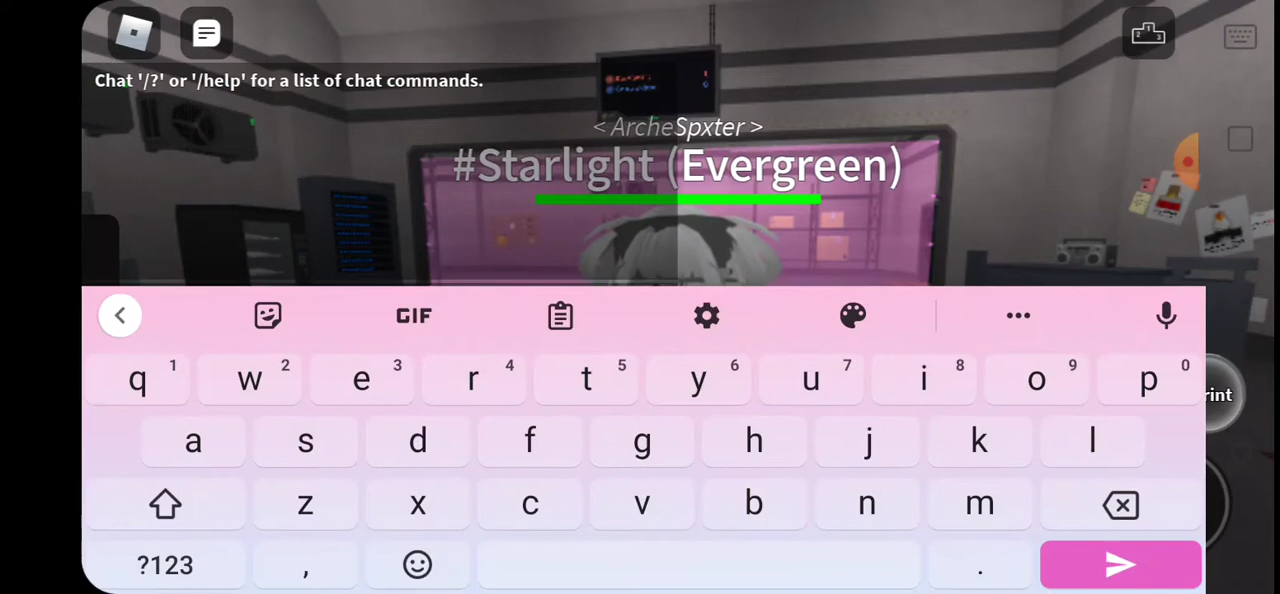 Chat '/?' or '/help' for a list of chat commands.
< ArcheSpxter >
#Starlight (Evergreen)
rint
GIF
q 1 w 2 e 3 r 4 t 5 y 6 u 7 i 8 o 9 p 0
a s d f g h j k l
z x c v b n m
?123 , .